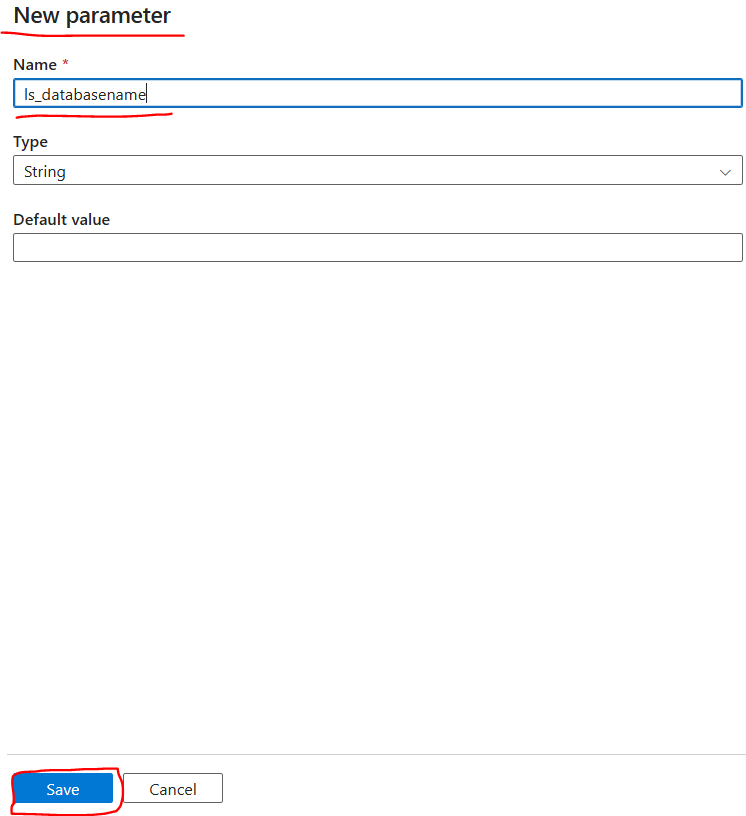 New parameter
Name *
ls_databasename
Type
String
Default value
Save
Cancel